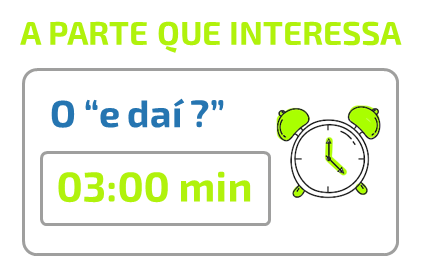 A PARTE QUE INTERESSA
O “e daí ?”
03:00 min